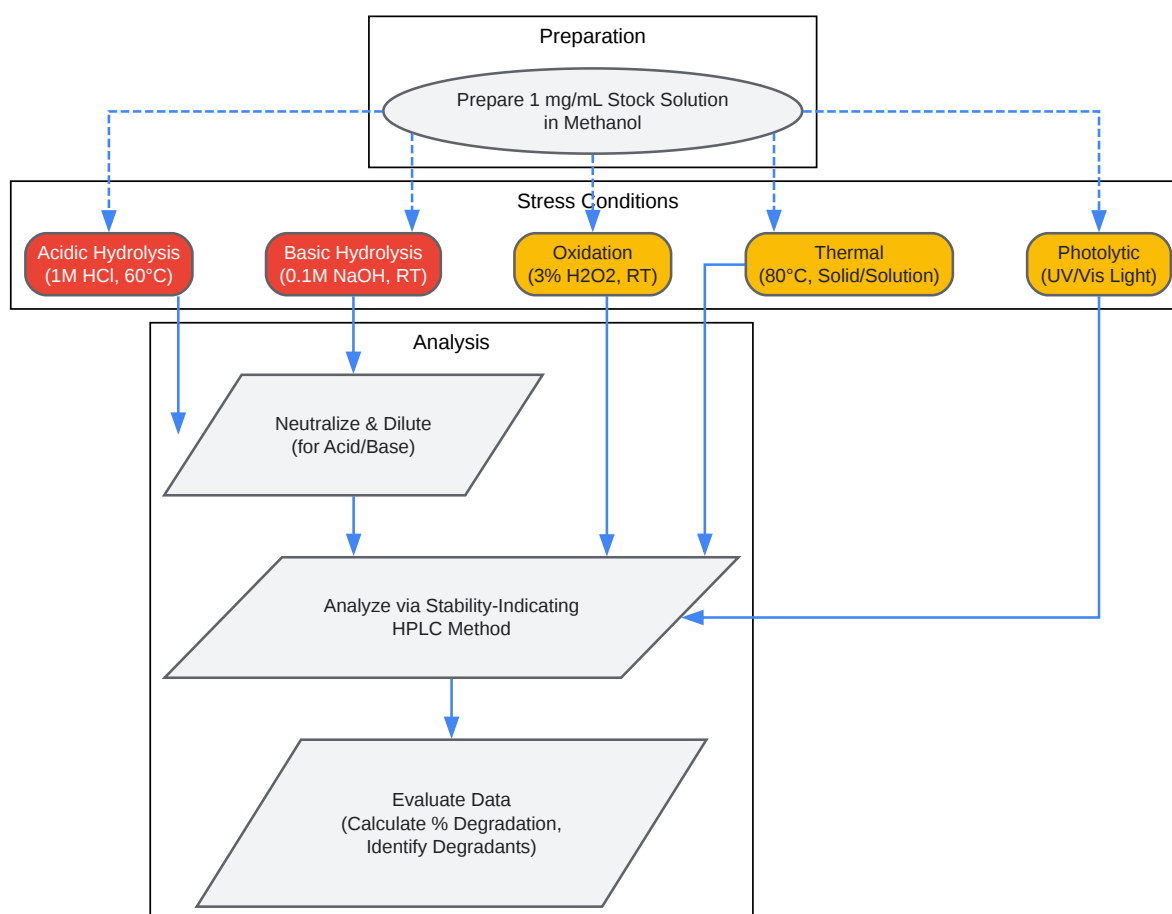 Preparation
Prepare 1 mg/mL Stock Solution
in Methanol
Stress Conditions
Acidic Hydrolysis
(1M HCl, 60°C)
Basic Hydrolysis
(0.1M NaOH, RT)
Oxidation
(3% H2O2, RT)
Thermal
(80°C, Solid/Solution)
Photolytic
(UV/Vis Light)
Analysis
Neutralize & Dilute
(for Acid/Base)
Analyze via Stability-Indicating
HPLC Method
Evaluate Data
(Calculate % Degradation,
Identify Degradants)